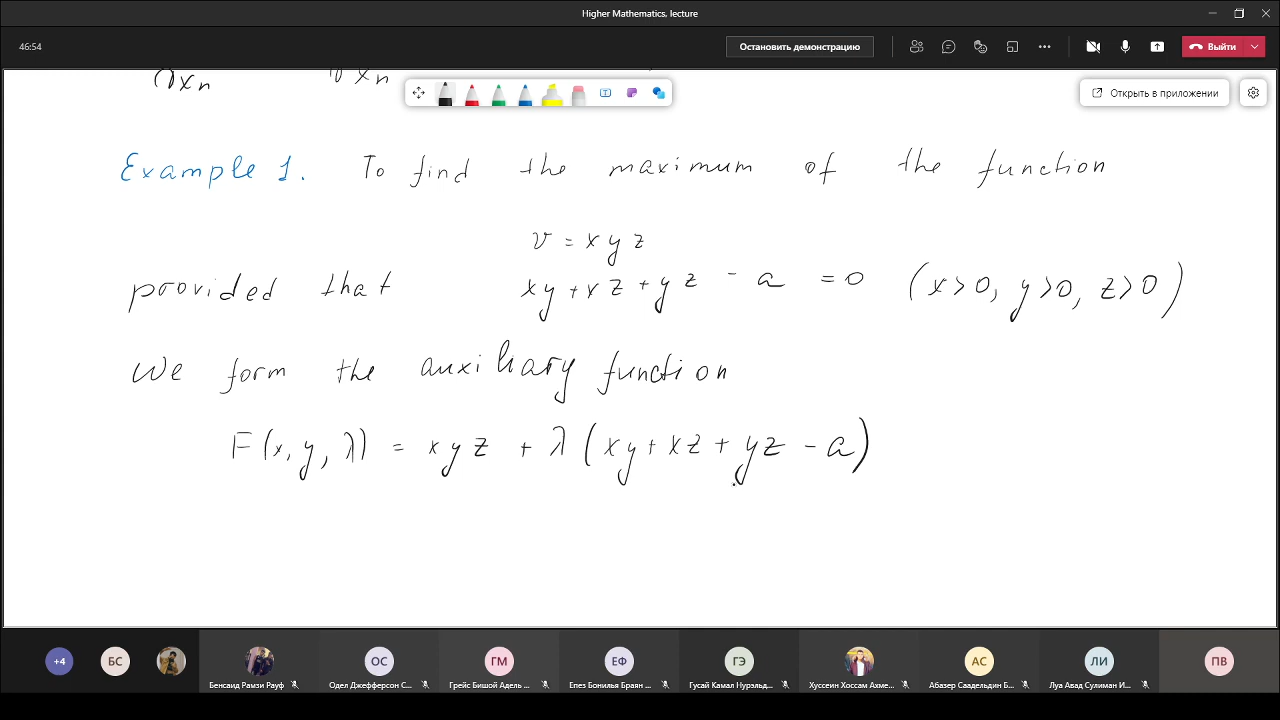 Higher Mathematics, lecture
46:54
Остановить демонстрацию
Выйти
Открыть в приложении
Example 1. To find the maximum of the function
v = x y z
provided that xy + xz + yz - a = 0 (x>0, y>0, z>0)
We form the auxiliary function
F(x, y, λ) = xyz + λ (xy + xz + yz - a)
+4
БС
ОС
ГМ
ЕФ
ГЭ
АС
ЛИ
ПВ
Бенсаид Рамзи Рауф
Одел Джефферсон С...
Грейс Бишой Адель ...
Епез Бонилья Браян ...
Гусай Камал Нурэльд...
Хуссеин Хоссам Ахме...
Абазер Саадельдин Б...
Луа Авад Сулиман И...